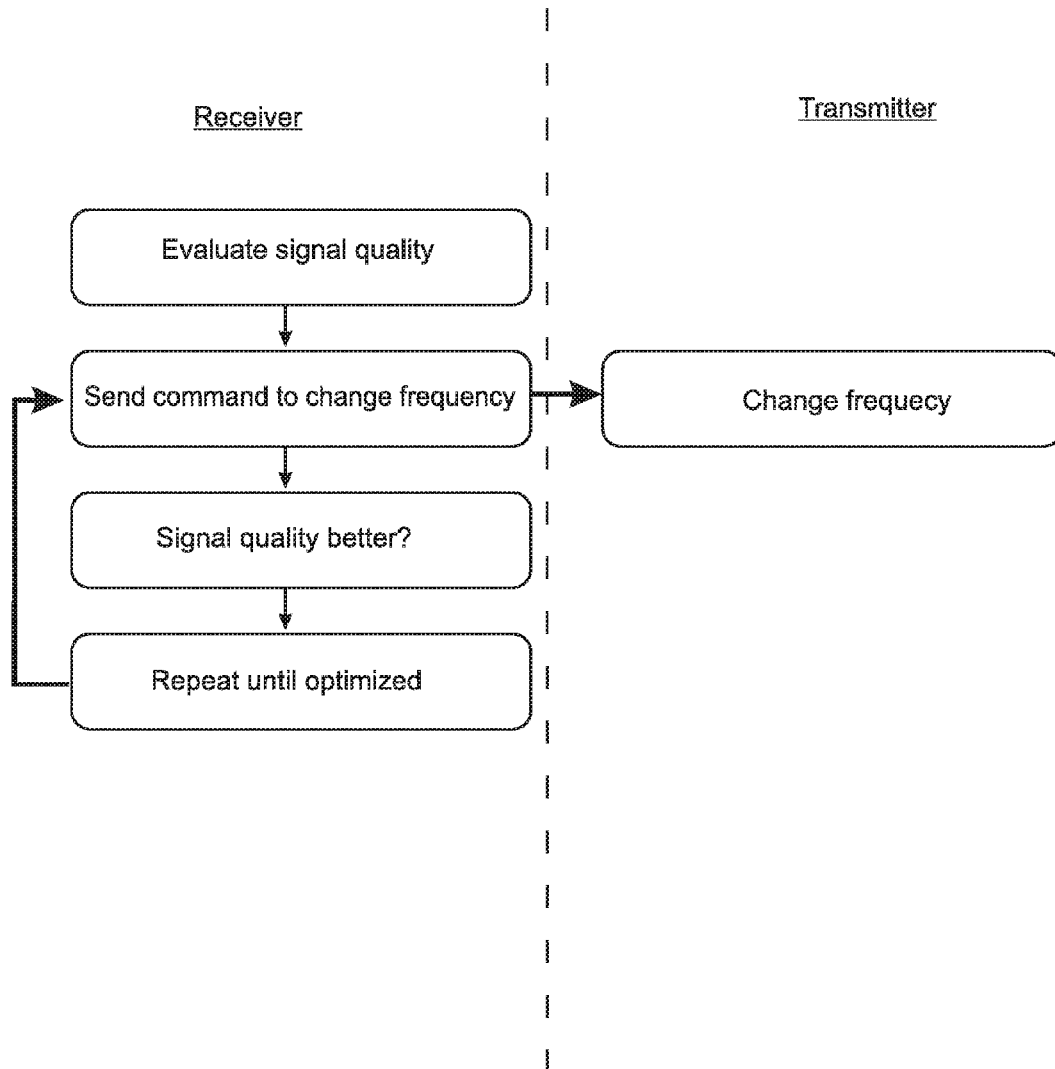 Receiver
Transmitter
Evaluate signal quality
Send command to change frequency
Change frequecy
Signal quality better?
Repeat until optimized